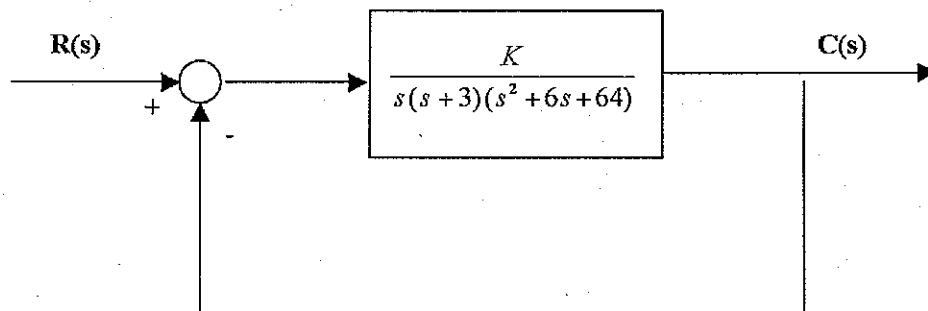 R(s)
C(s)
K
s(s + 3)(s² + 6s + 64)
+
-